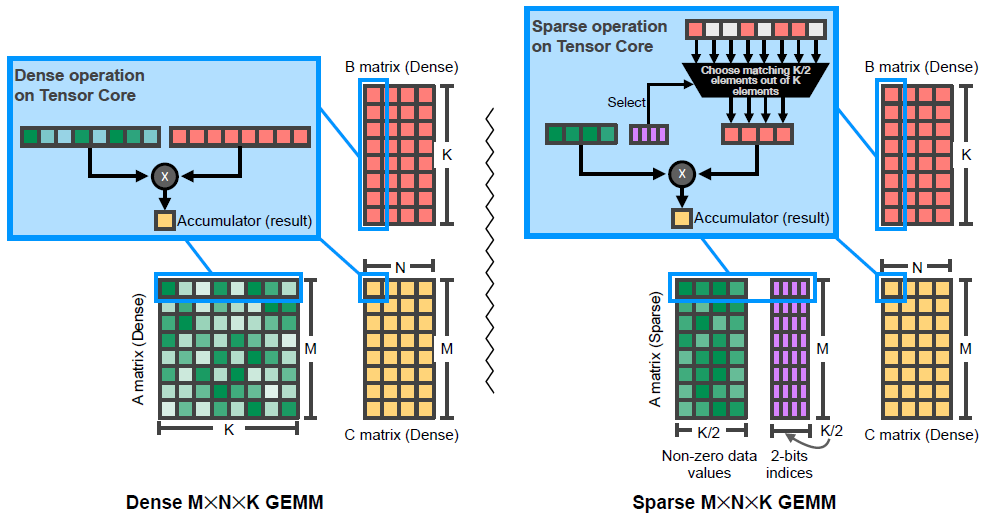 Dense operation
on Tensor Core
X
Accumulator (result)
B matrix (Dense)
K
A matrix (Dense)
M
K
N
M
C matrix (Dense)
Dense M×N×K GEMM
Sparse operation
on Tensor Core
Choose matching K/2
elements out of K
elements
Select
X
Accumulator (result)
B matrix (Dense)
K
A matrix (Sparse)
M
K/2
K/2
Non-zero data
values
2-bits
indices
N
M
C matrix (Dense)
Sparse M×N×K GEMM